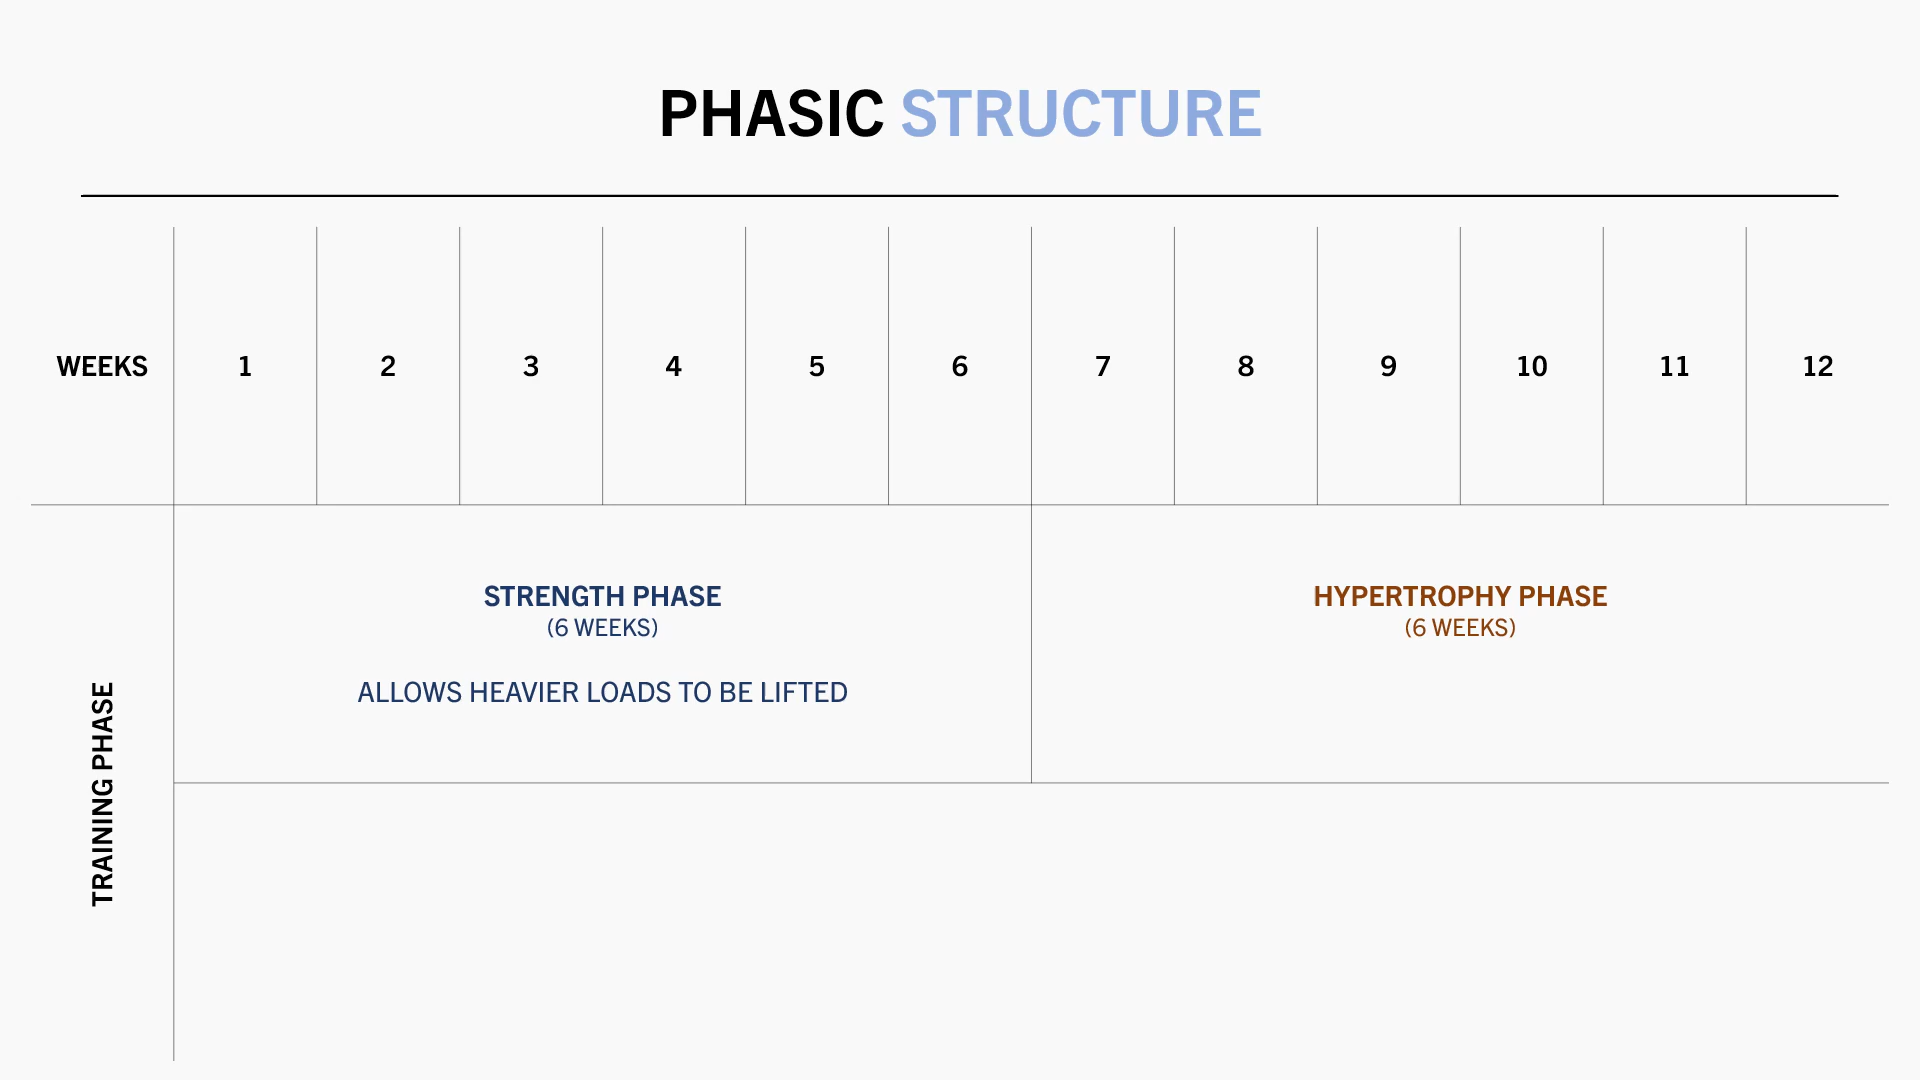 PHASIC STRUCTURE
WEEKS 1 2 3 4 5 6 7 8 9 10 11 12
TRAINING PHASE
STRENGTH PHASE
(6 WEEKS)
ALLOWS HEAVIER LOADS TO BE LIFTED
HYPERTROPHY PHASE
(6 WEEKS)